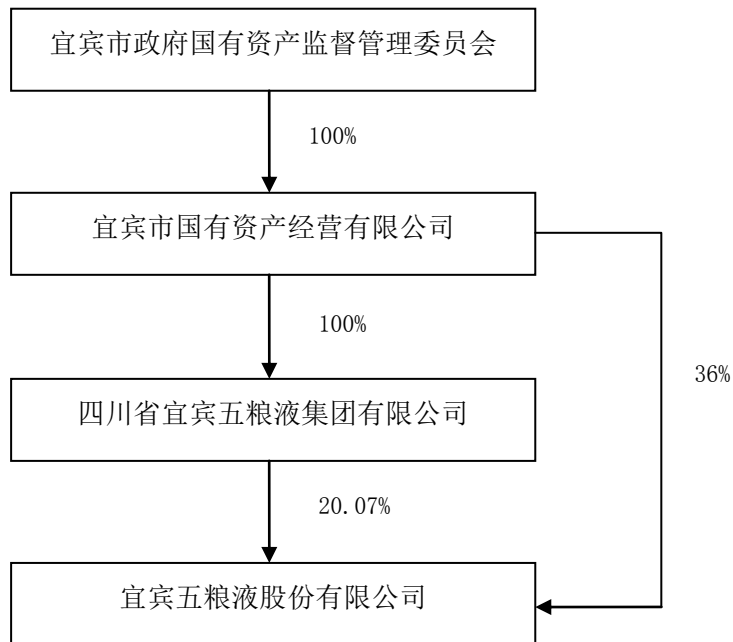 宜宾市政府国有资产监督管理委员会
100%
宜宾市国有资产经营有限公司
100%
36%
四川省宜宾五粮液集团有限公司
20.07%
宜宾五粮液股份有限公司